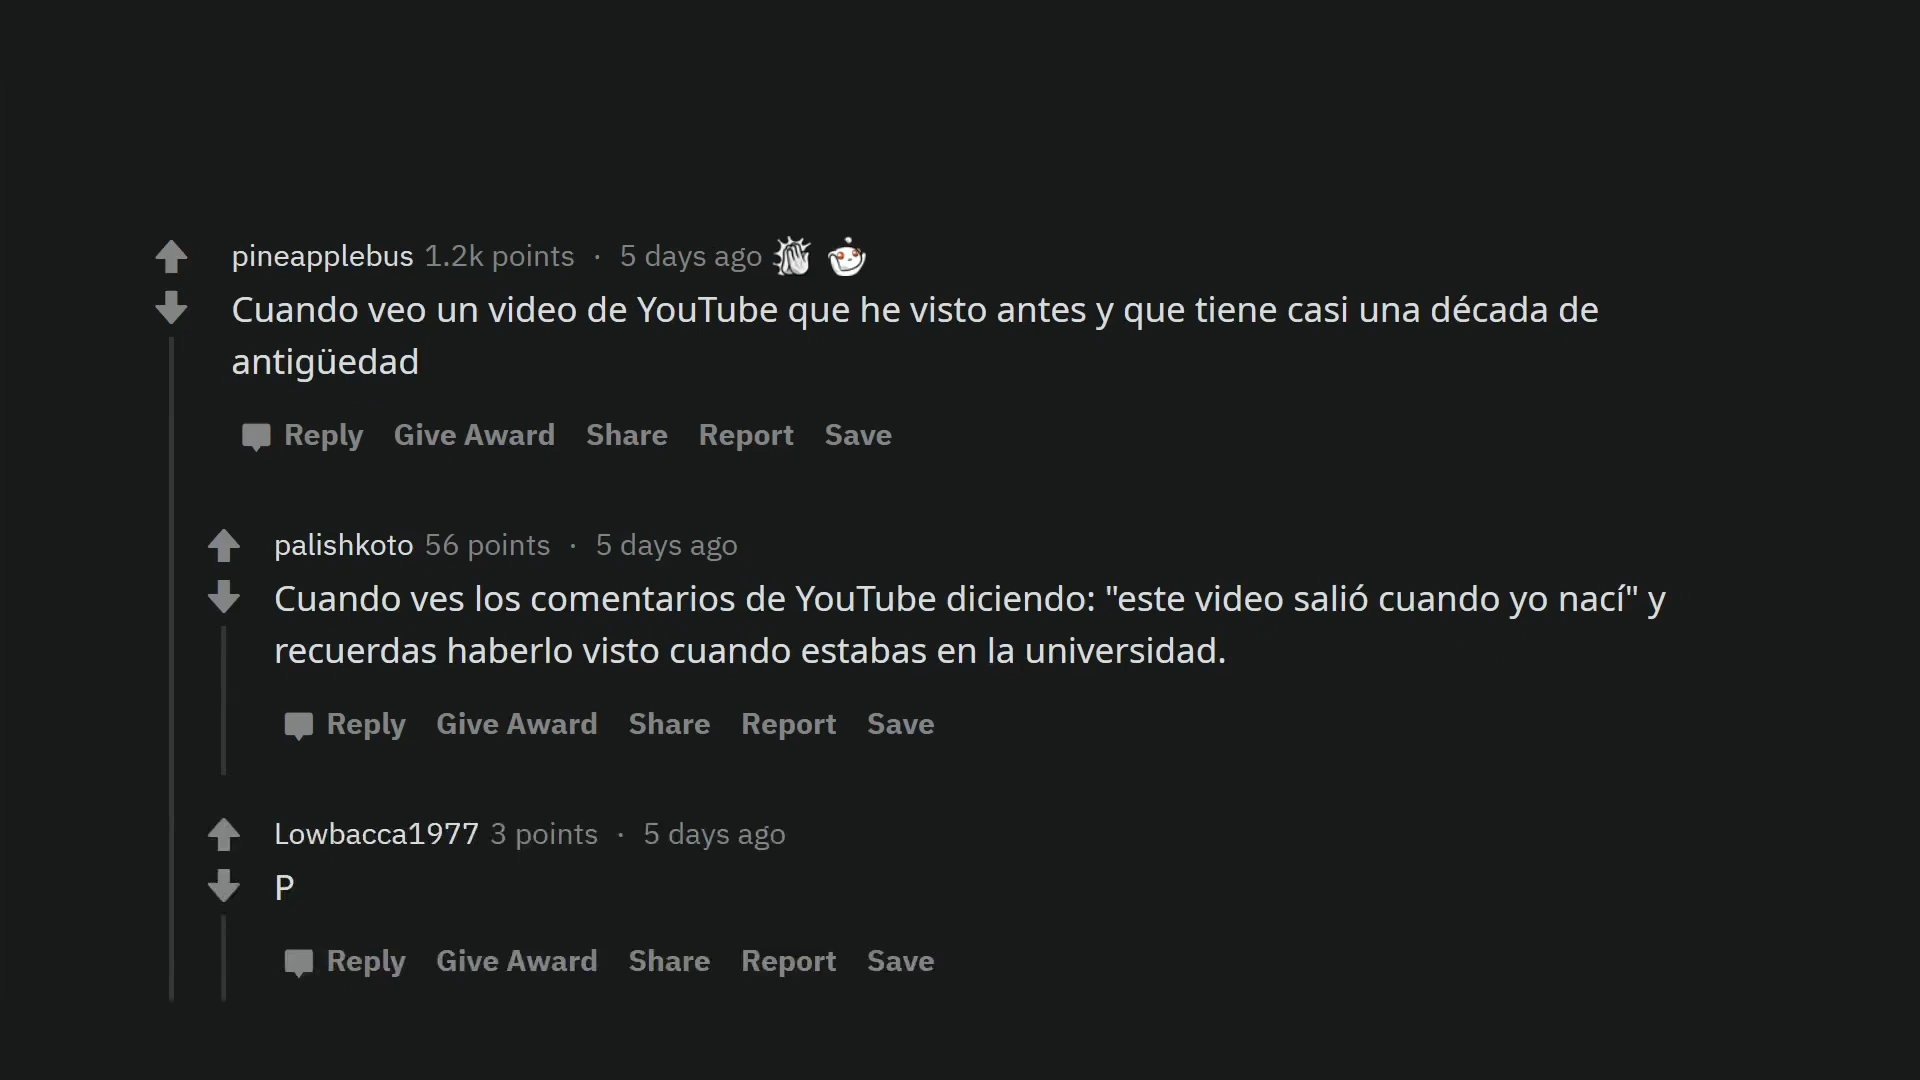 pineapplebus 1.2k points · 5 days ago
Cuando veo un video de YouTube que he visto antes y que tiene casi una década de
antigüedad
Reply Give Award Share Report Save
palishkoto 56 points · 5 days ago
Cuando ves los comentarios de YouTube diciendo: "este video salió cuando yo nací" y
recuerdas haberlo visto cuando estabas en la universidad.
Reply Give Award Share Report Save
Lowbacca1977 3 points · 5 days ago
P
Reply Give Award Share Report Save